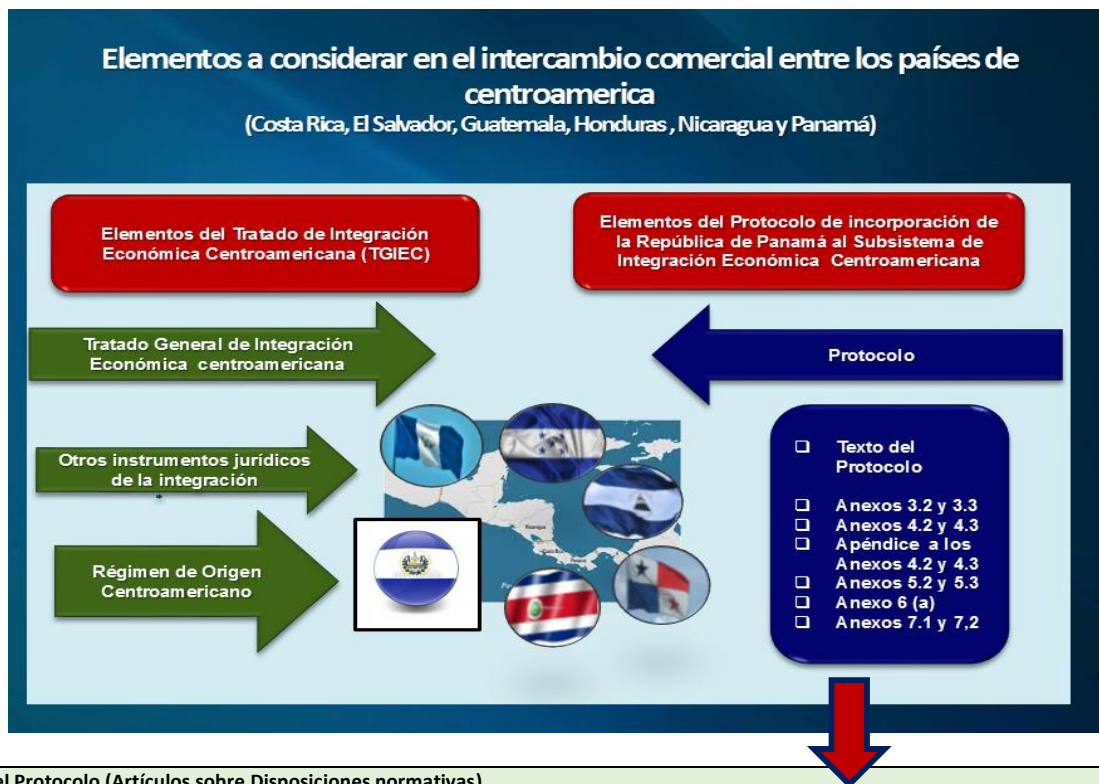 Elementos a considerar en el intercambio comercial entre los países de
centroamerica
(Costa Rica, El Salvador, Guatemala, Honduras , Nicaragua y Panamá)
Elementos del Tratado de Integración
Económica Centroamericana (TGIEC)
Elementos del Protocolo de incorporación de
la República de Panamá al Subsistema de
Integración Económica Centroamericana
Tratado General de Integración
Económica centroamericana
Protocolo
Otros instrumentos jurídicos
de la integración
*
Régimen de Origen
Centroamericano
Texto del
Protocolo
Anexos 3.2 y 3.3
Anexos 4.2 y 4.3
Apéndice a los
Anexos 4.2 y 4.3
Anexos 5.2 y 5.3
Anexo 6 (a)
Anexos 7.1 y 7,2
Nicaragua
Panamá
el Protocolo (Artículos sobre Disposiciones normativas)